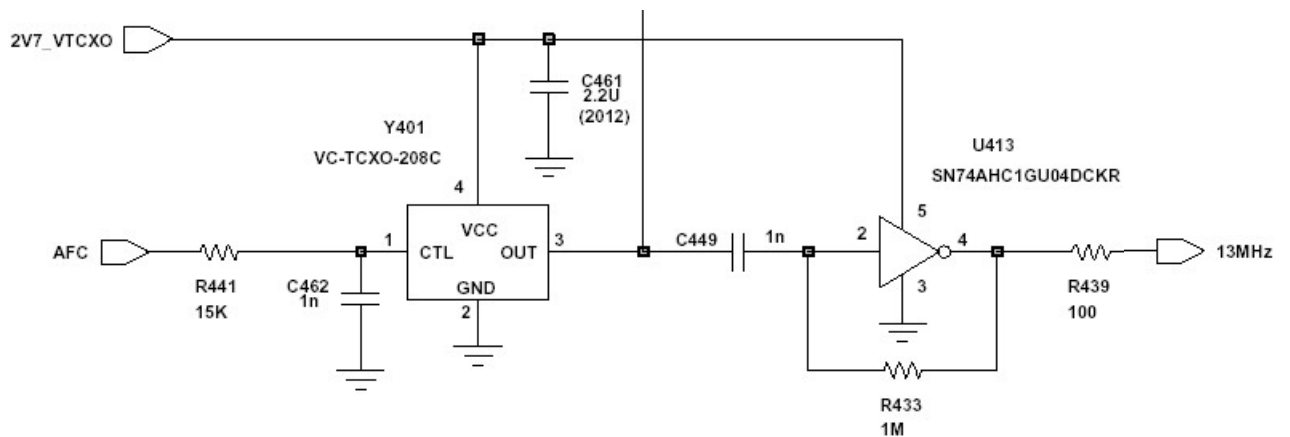 2V7_VTCXO
C461
2.2U
(2012)
Y401
VC-TCXO-208C
U413
SN74AHC1GU04DCKR
4
5
AFC
1
VCC
CTL
OUT
3
C449
1n
2
4
13MHz
R441
15K
C462
1n
GND
2
3
R439
100
R433
1M